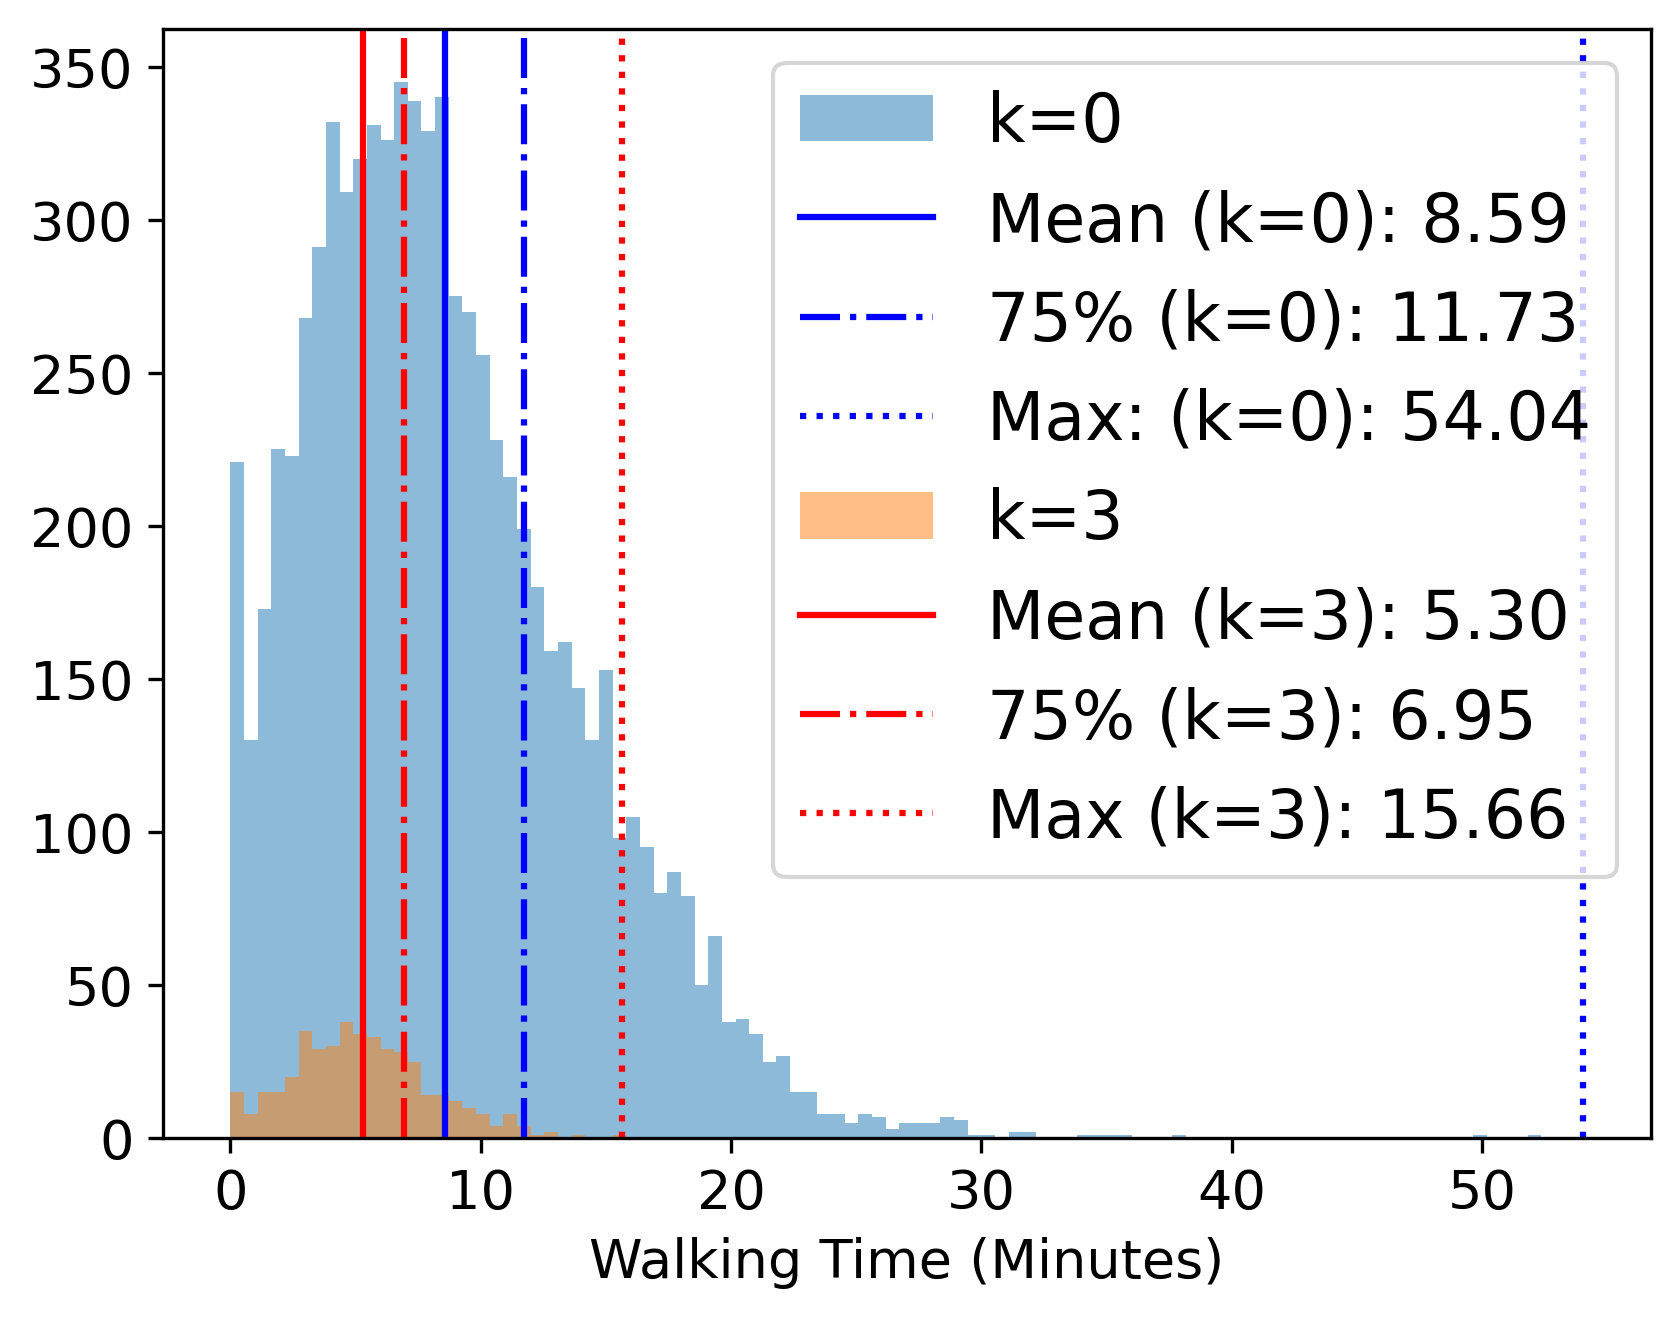 350
300
250
200
150
100
50
0
k=0
Mean (k=0): 8.59
75% (k=0): 11.73
Max: (k=0): 54.04
k=3
Mean (k=3): 5.30
75% (k=3): 6.95
Max (k=3): 15.66
0 10 20 30 40 50
Walking Time (Minutes)